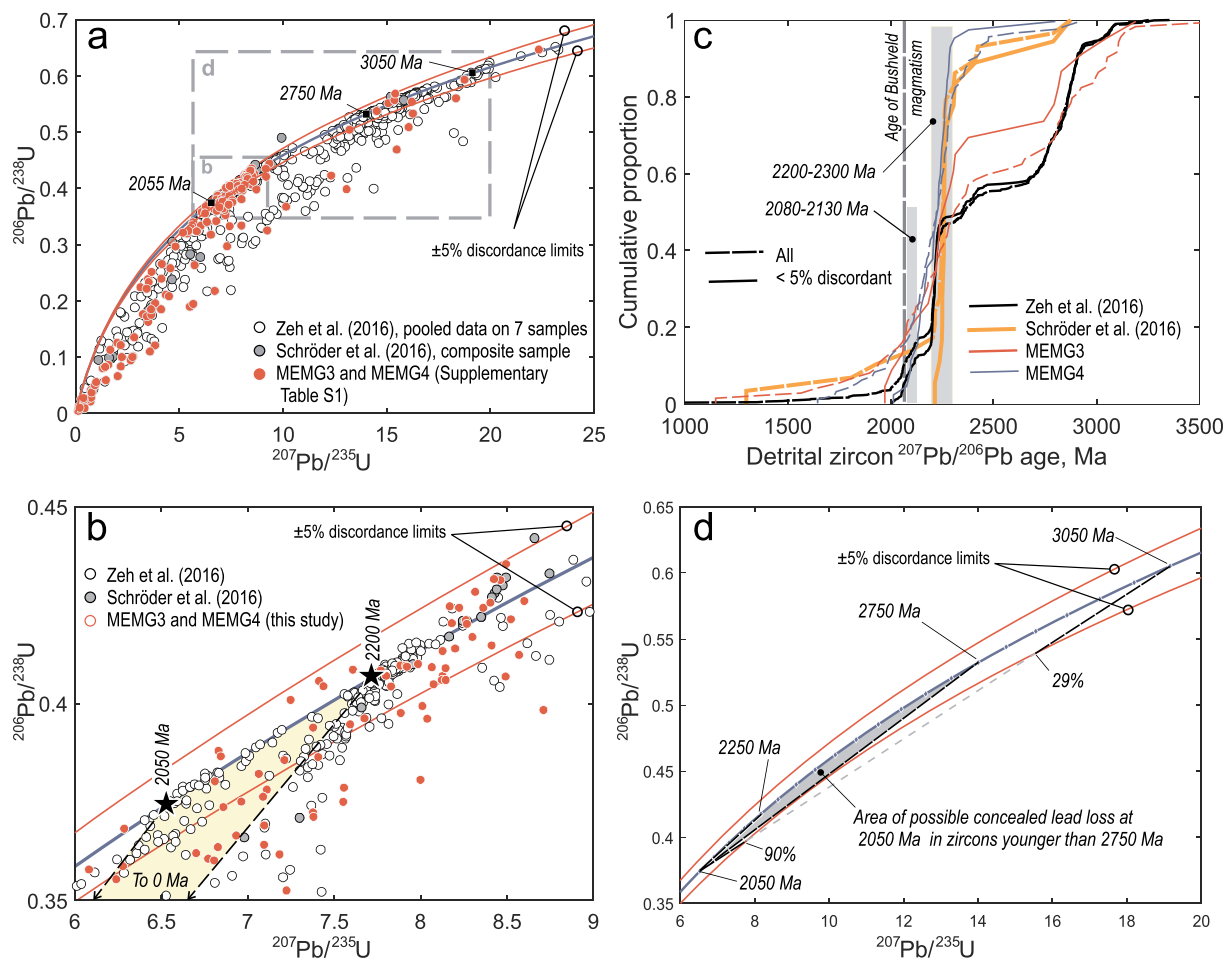 a
0.7
0.6
0.5
0.4
0.3
0.2
0.1
0
206Pb/238U
3050 Ma
d
2750 Ma
b
2055 Ma
±5% discordance limits
Zeh et al. (2016), pooled data on 7 samples
Schröder et al. (2016), composite sample
MEMG3 and MEMG4 (Supplementary
Table S1)
0 5 10 15 20 25
207Pb/235U
c
1
0.8
0.6
0.4
0.2
0
Cumulative proportion
Age of Bushveld
magmatism
2200-2300 Ma
2080-2130 Ma
All
< 5% discordant
Zeh et al. (2016)
Schröder et al. (2016)
MEMG3
MEMG4
1000 1500 2000 2500 3000 3500
Detrital zircon 207Pb/206Pb age, Ma
b
0.45
0.4
0.35
206Pb/238U
±5% discordance limits
Zeh et al. (2016)
Schröder et al. (2016)
MEMG3 and MEMG4 (this study)
2200 Ma
2050 Ma
To 0 Ma
6 6.5 7 7.5 8 8.5 9
207Pb/235U
d
0.65
0.6
0.55
0.5
0.45
0.4
0.35
206Pb/238U
3050 Ma
±5% discordance limits
2750 Ma
29%
2250 Ma
Area of possible concealed lead loss at
2050 Ma in zircons younger than 2750 Ma
90%
2050 Ma
6 8 10 12 14 16 18 20
207Pb/235U